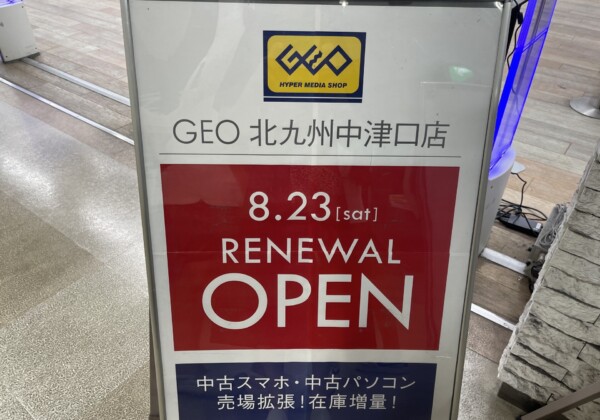 GEO
HYPER MEDIA SHOP
GEO 北九州中津口店
8.23[sat]
RENEWAL
OPEN
中古スマホ・中古パソコン
売場拡張！在庫増量！